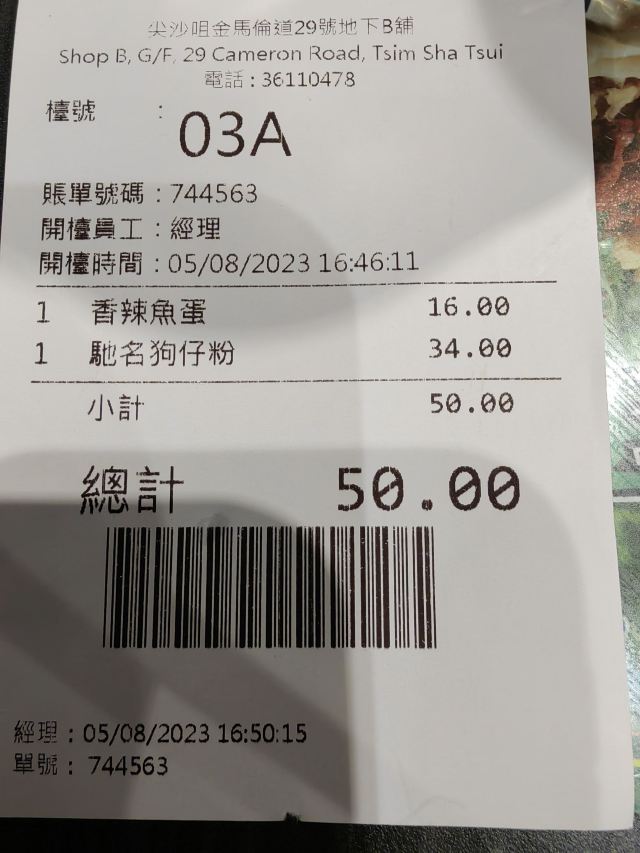 尖沙咀金馬倫道29號地下B舖
Shop B, G/F, 29 Cameron Road, Tsim Sha Tsui
電話 : 36110478
檯號 : 03A
賬單號碼 : 744563
開檯員工 : 經理
開檯時間 : 05/08/2023 16:46:11
1 香辣魚蛋 16.00
1 馳名狗仔粉 34.00
小計 50.00
總計 50.00
經理 : 05/08/2023 16:50:15
單號 : 744563